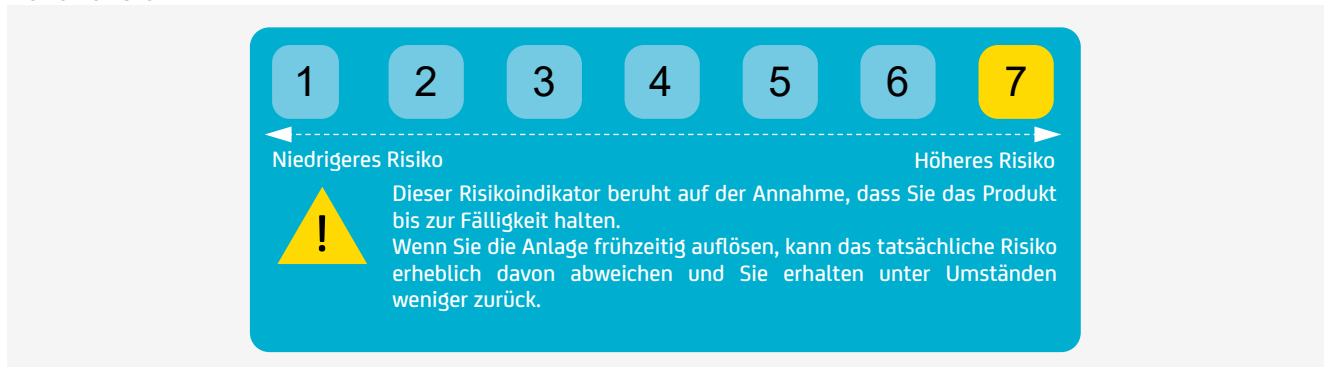 1 2 3 4 5 6 7
Niedrigeres Risiko Höheres Risiko
Dieser Risikoindikator beruht auf der Annahme, dass Sie das Produkt
bis zur Fälligkeit halten.
!
Wenn Sie die Anlage frühzeitig auflösen, kann das tatsächliche Risiko
erheblich davon abweichen und Sie erhalten unter Umständen
weniger zurück.